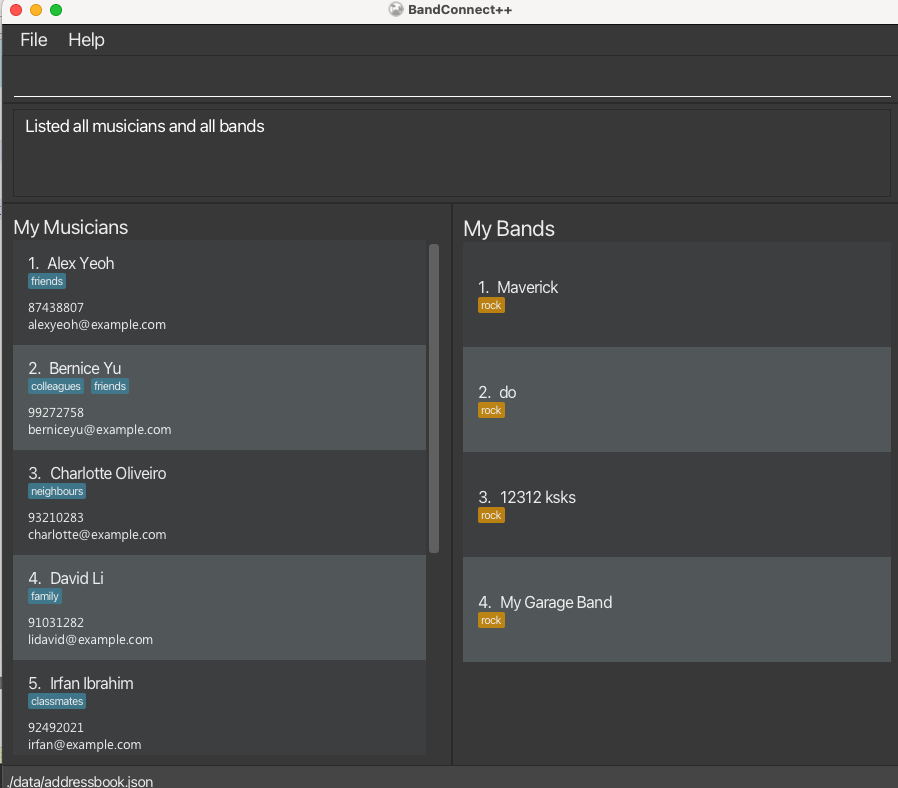 BandConnect++
File Help
Listed all musicians and all bands
My Musicians
1. Alex Yeoh
friends
87438807
alexyeoh@example.com
2. Bernice Yu
colleagues friends
99272758
berniceyu@example.com
3. Charlotte Oliveiro
neighbours
93210283
charlotte@example.com
4. David Li
family
91031282
lidavid@example.com
5. Irfan Ibrahim
classmates
92492021
irfan@example.com
My Bands
1. Maverick
rock
2. do
rock
3. 12312 ksks
rock
4. My Garage Band
rock
./data/addressbook.json